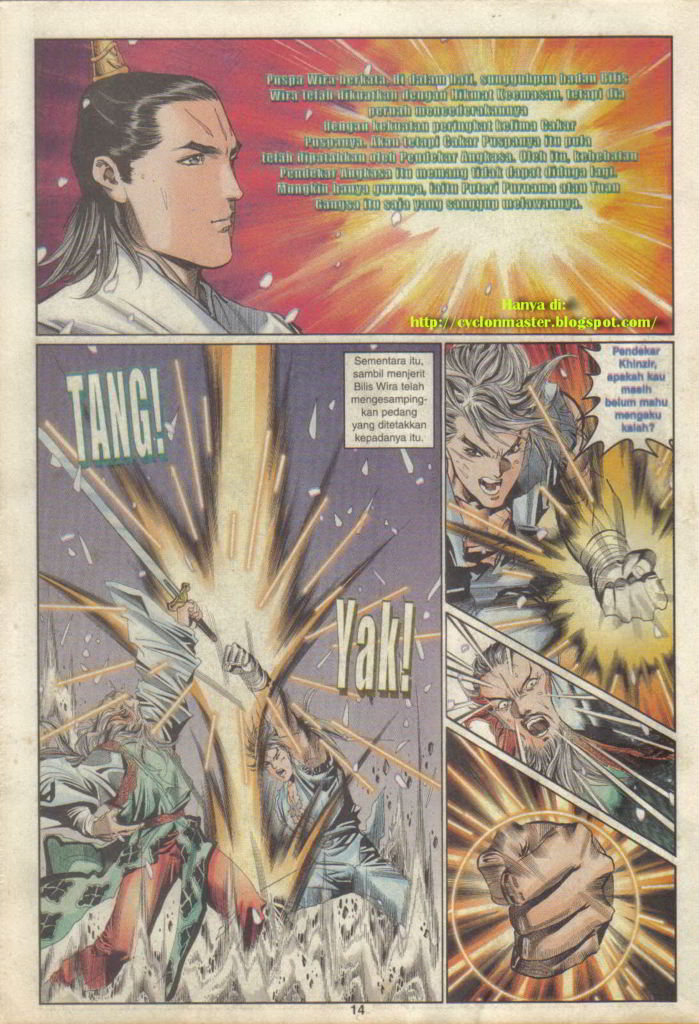 Puspa Wira berkata, di dalam hati, sungguhpun badan Bilis
Wira telah dikuatkan dengan Hikmat Keemasan, tetapi dia
pernah mencederakannya
dengan kekuatan peringkat kelima Cakar
Puspanya. Akan tetapi Cakar Puspanya itu pula
telah dipatahkan oleh Pendekar Angkasa. Oleh itu, kehebatan
Pendekar Angkasa itu memang tidak dapat diduga lagi.
Mungkin hanya gurunya, iaitu Puteri Purnama atau Tuan
Gangsa itu saja yang sanggup melawannya.
Hanya di:
http://cyclonmaster.blogspot.com/
TANG!
Sementara itu,
sambil menjerit
Bilis Wira telah
mengesamping-
kan pedang
yang ditetakkan
kepadanya itu.
Yak!
Pendekar
Khinzir,
apakah kau
masih
belum mahu
mengaku
kalah?
14